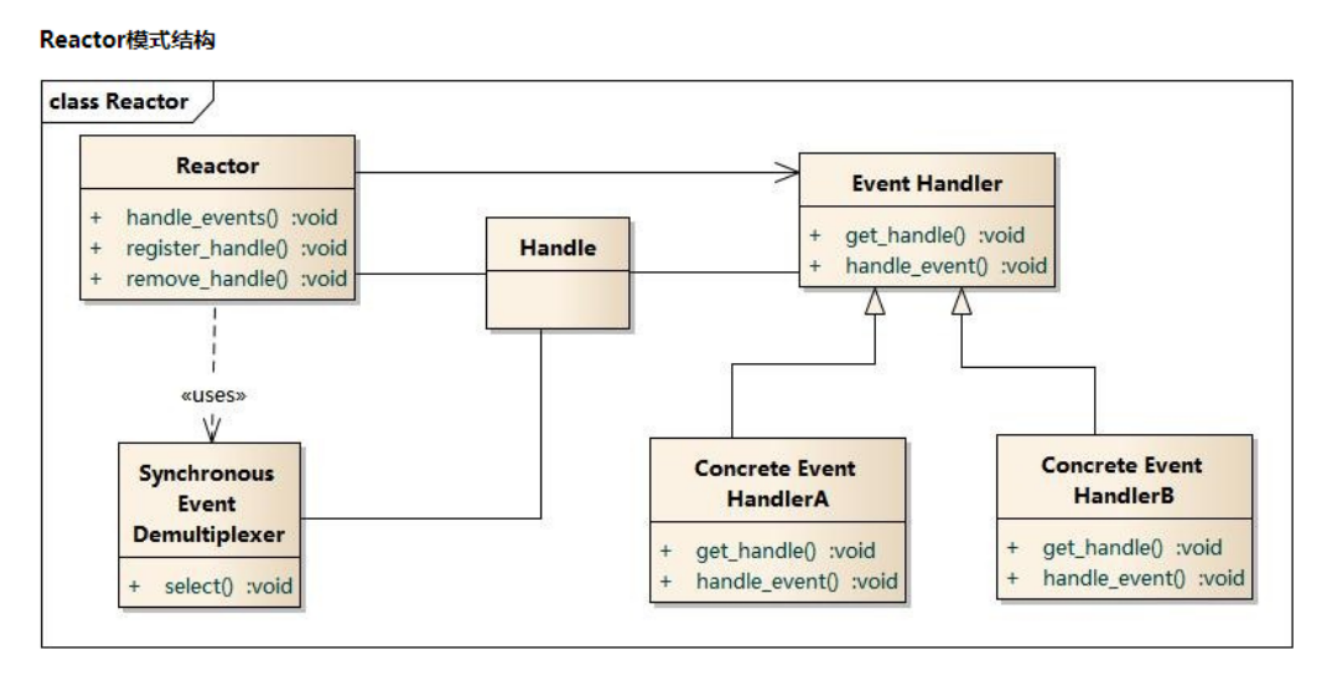 Reactor模式结构
class Reactor
Reactor
+ handle_events() :void
+ register_handle() :void
+ remove_handle() :void
Handle
Event Handler
+ get_handle() :void
+ handle_event() :void
«uses»
Synchronous
Event
Demultiplexer
+ select() :void
Concrete Event
HandlerA
+ get_handle() :void
+ handle_event() :void
Concrete Event
HandlerB
+ get_handle() :void
+ handle_event() :void